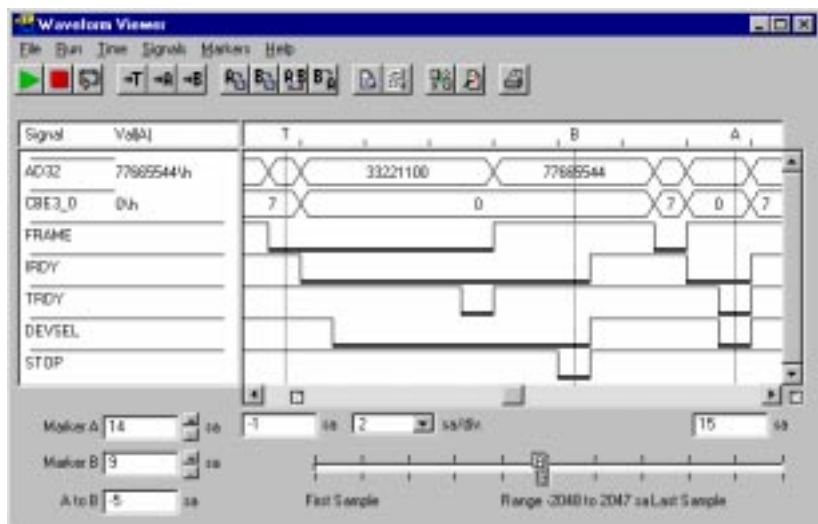 Waveform Viewer
File Run Time Signals Markers Help
T A B A B A B B A
Signal Val(A) T B A
AD32 77665544\h 33221100 77665544
CBE3_0 0\h 7 0 7 0 7
FRAME
IRDY
TRDY
DEVSEL
STOP
Marker A 14 sa -1 sa 2 sa/div. 15 sa
Marker B 9 sa
A to B -5 sa First Sample Range -2048 to 2047 sa Last Sample